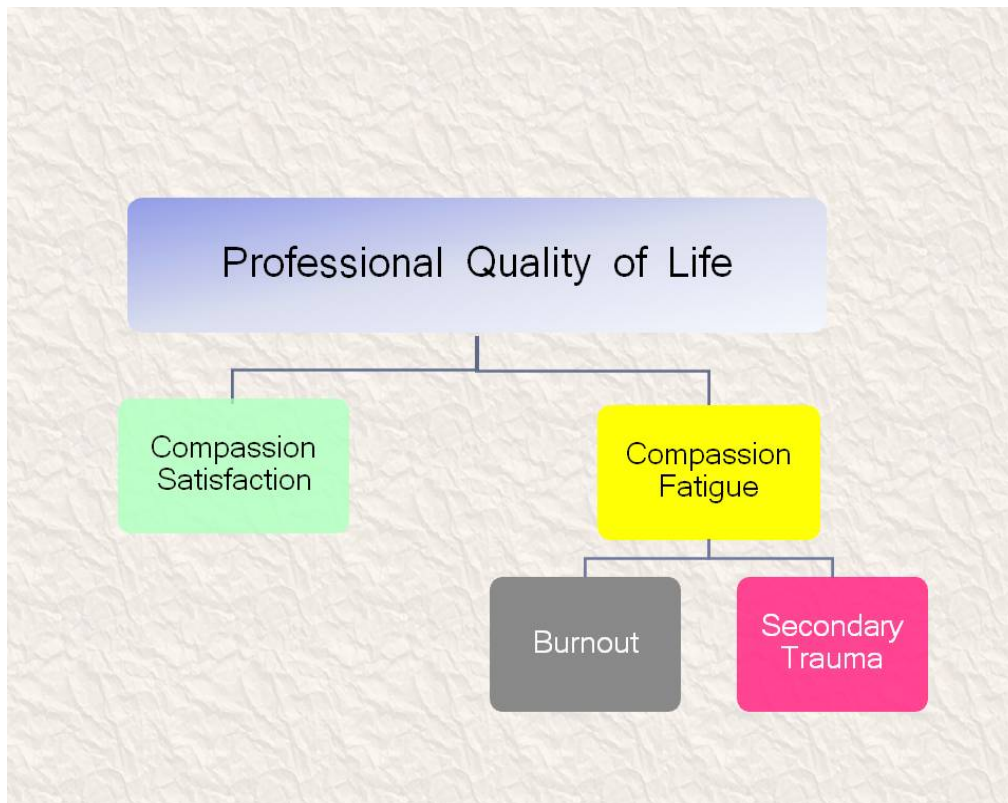 Professional Quality of Life
Compassion
Satisfaction
Compassion
Fatigue
Burnout
Secondary
Trauma